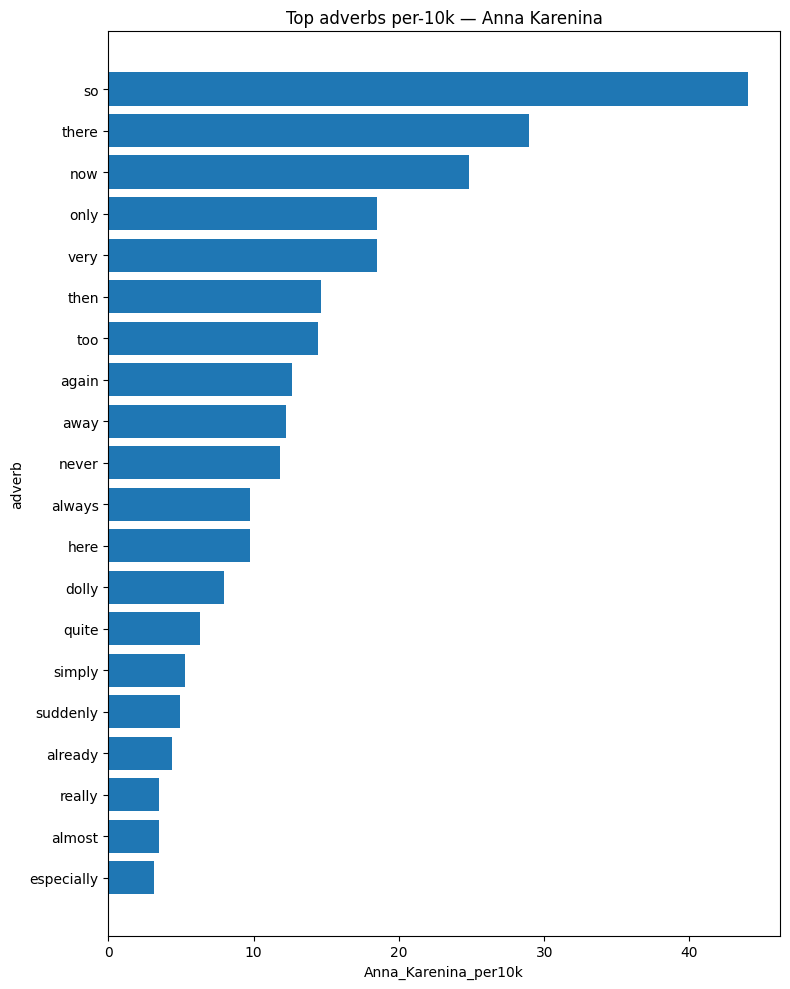 Top adverbs per-10k — Anna Karenina
adverb
so
there
now
only
very
then
too
again
away
never
always
here
dolly
quite
simply
suddenly
already
really
almost
especially
0 10 20 30 40
Anna_Karenina_per10k